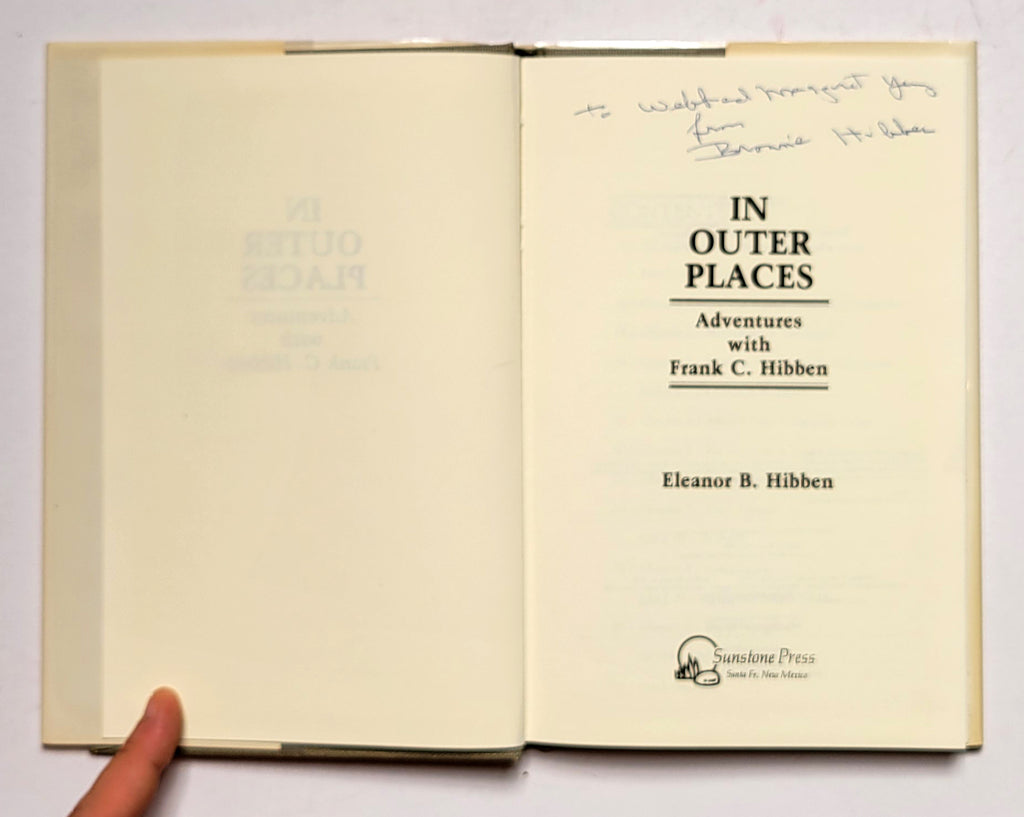 To Webb and Margaret
from
Brownie Hibben
IN
OUTER
PLACES
Adventures
with
Frank C. Hibben
Eleanor B. Hibben
Sunstone Press
Santa Fe, New Mexico